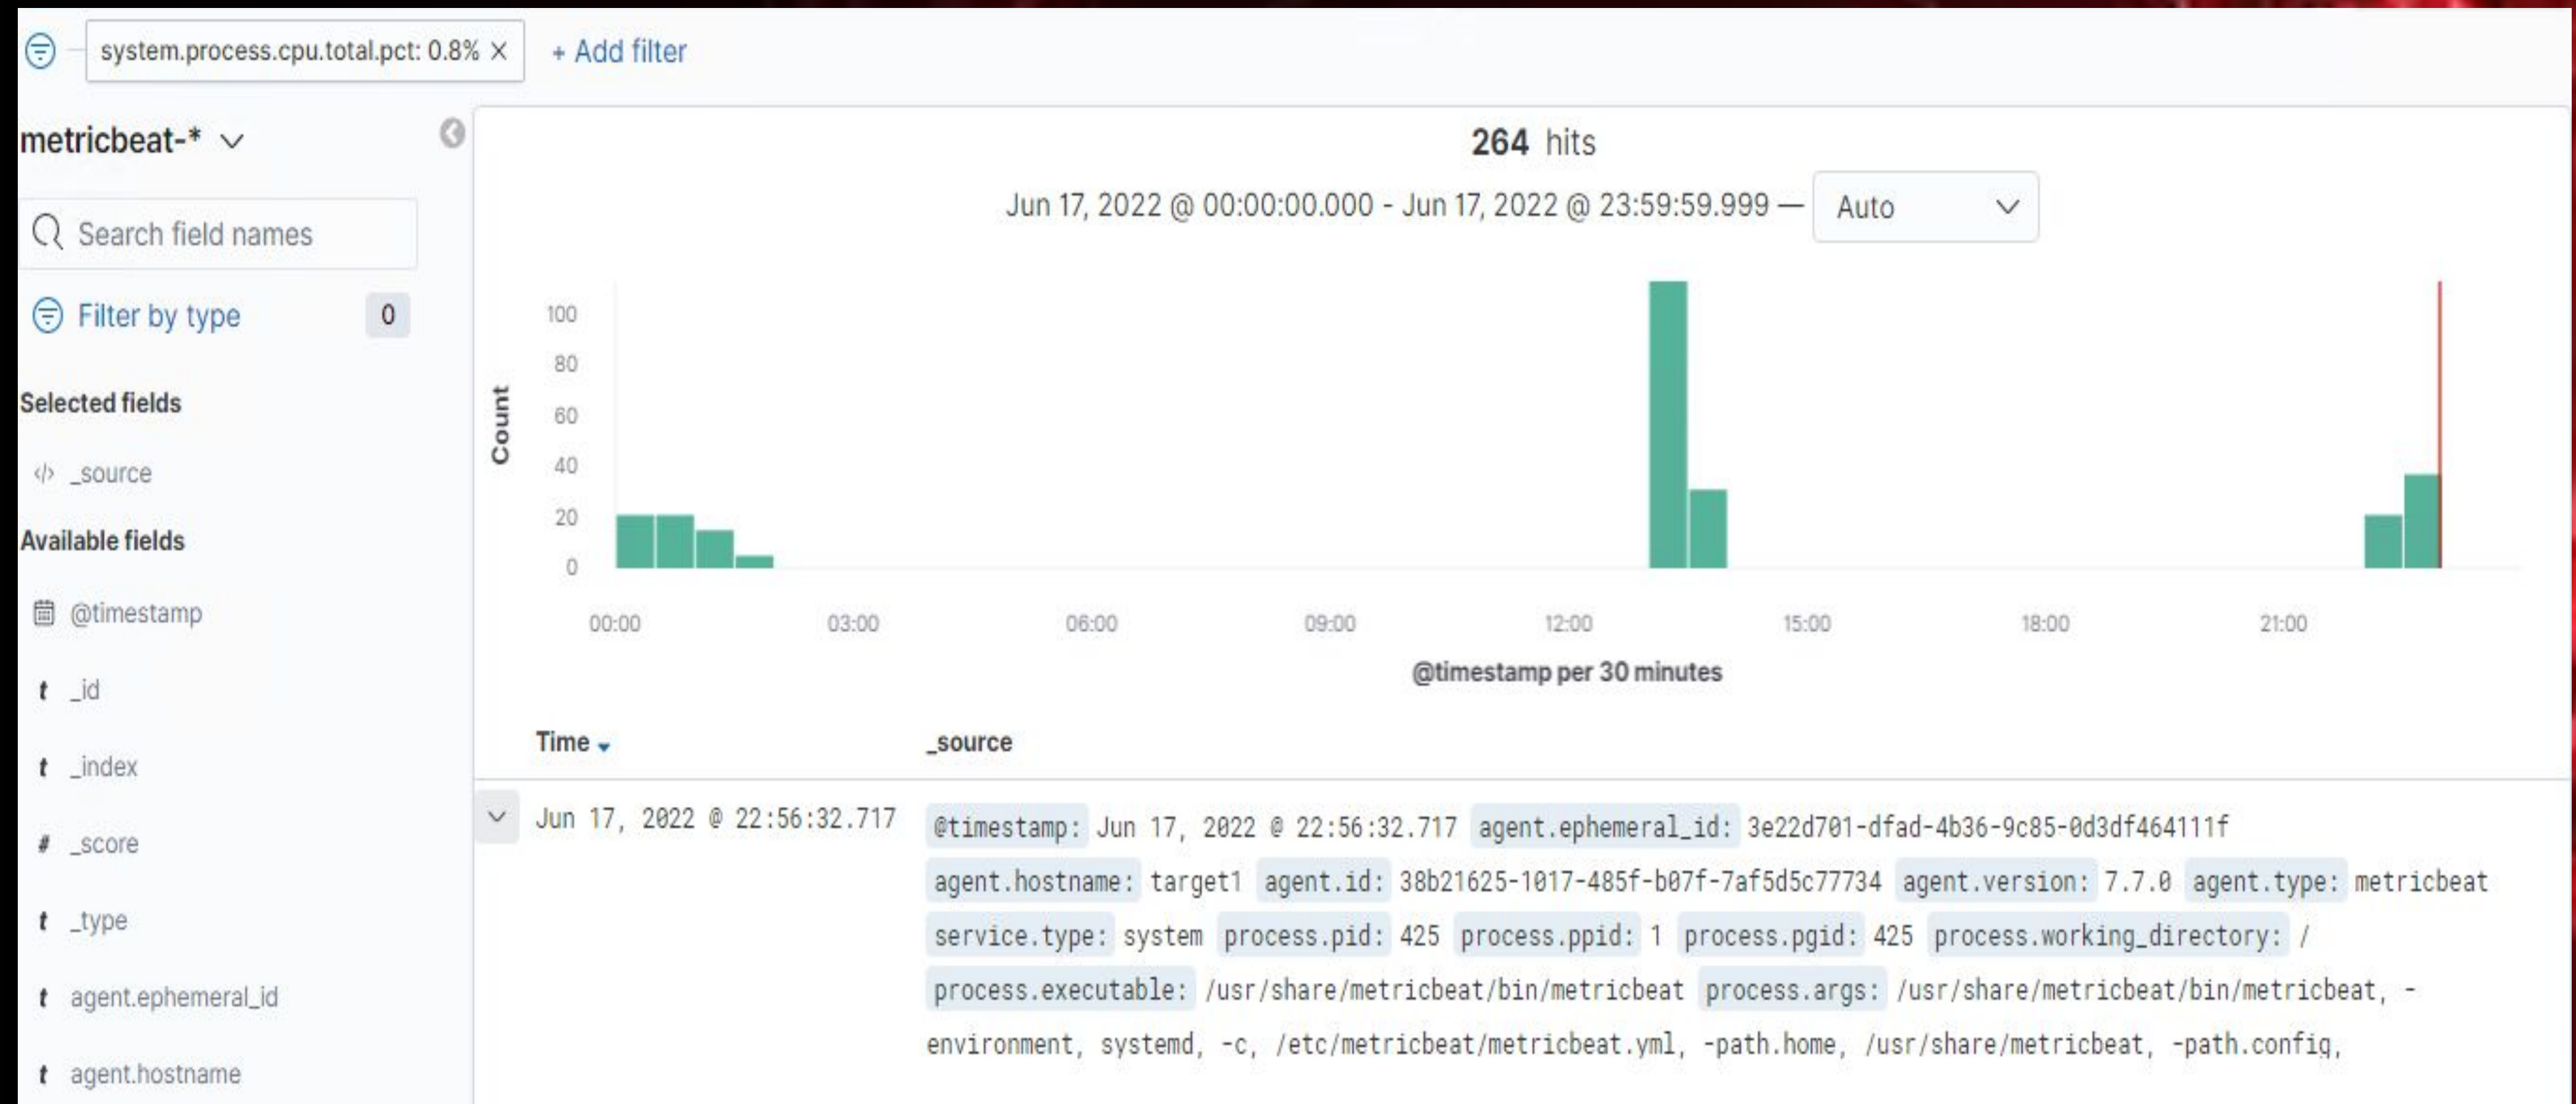 system.process.cpu.total.pct: 0.8% ×
+ Add filter
metricbeat-*
Search field names
Filter by type 0
Selected fields
</> _source
Available fields
@timestamp
t _id
t _index
# _score
t _type
t agent.ephemeral_id
t agent.hostname
264 hits
Jun 17, 2022 @ 00:00:00.000 - Jun 17, 2022 @ 23:59:59.999 — Auto
Count
100
80
60
40
20
0
00:00 03:00 06:00 09:00 12:00 15:00 18:00 21:00
@timestamp per 30 minutes
Time _source
Jun 17, 2022 @ 22:56:32.717
@timestamp: Jun 17, 2022 @ 22:56:32.717 agent.ephemeral_id: 3e22d701-dfad-4b36-9c85-0d3df464111f
agent.hostname: target1 agent.id: 38b21625-1017-485f-b07f-7af5d5c77734 agent.version: 7.7.0 agent.type: metricbeat
service.type: system process.pid: 425 process.ppid: 1 process.pgid: 425 process.working_directory: /
process.executable: /usr/share/metricbeat/bin/metricbeat process.args: /usr/share/metricbeat/bin/metricbeat, -
environment, systemd, -c, /etc/metricbeat/metricbeat.yml, -path.home, /usr/share/metricbeat, -path.config,